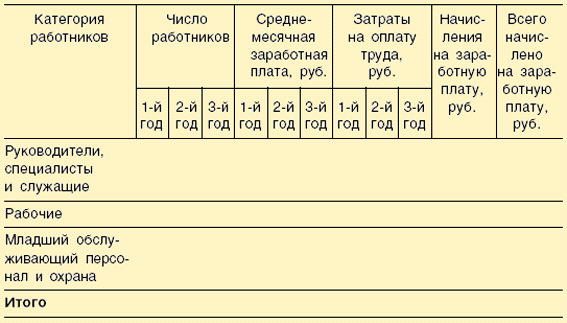 Категория
работников
Число
работников
Средне-
месячная
заработная
плата, руб.
Затраты
на оплату
труда,
руб.
Начис-
ления
на зара-
ботную
плату,
руб.
Всего
начис-
лено
на зара-
ботную
плату,
руб.
1-й 2-й 3-й 1-й 2-й 3-й 1-й 2-й 3-й
год год год год год год год год год
Руководители,
специалисты
и служащие
Рабочие
Младший обслу-
живающий персо-
нал и охрана
Итого